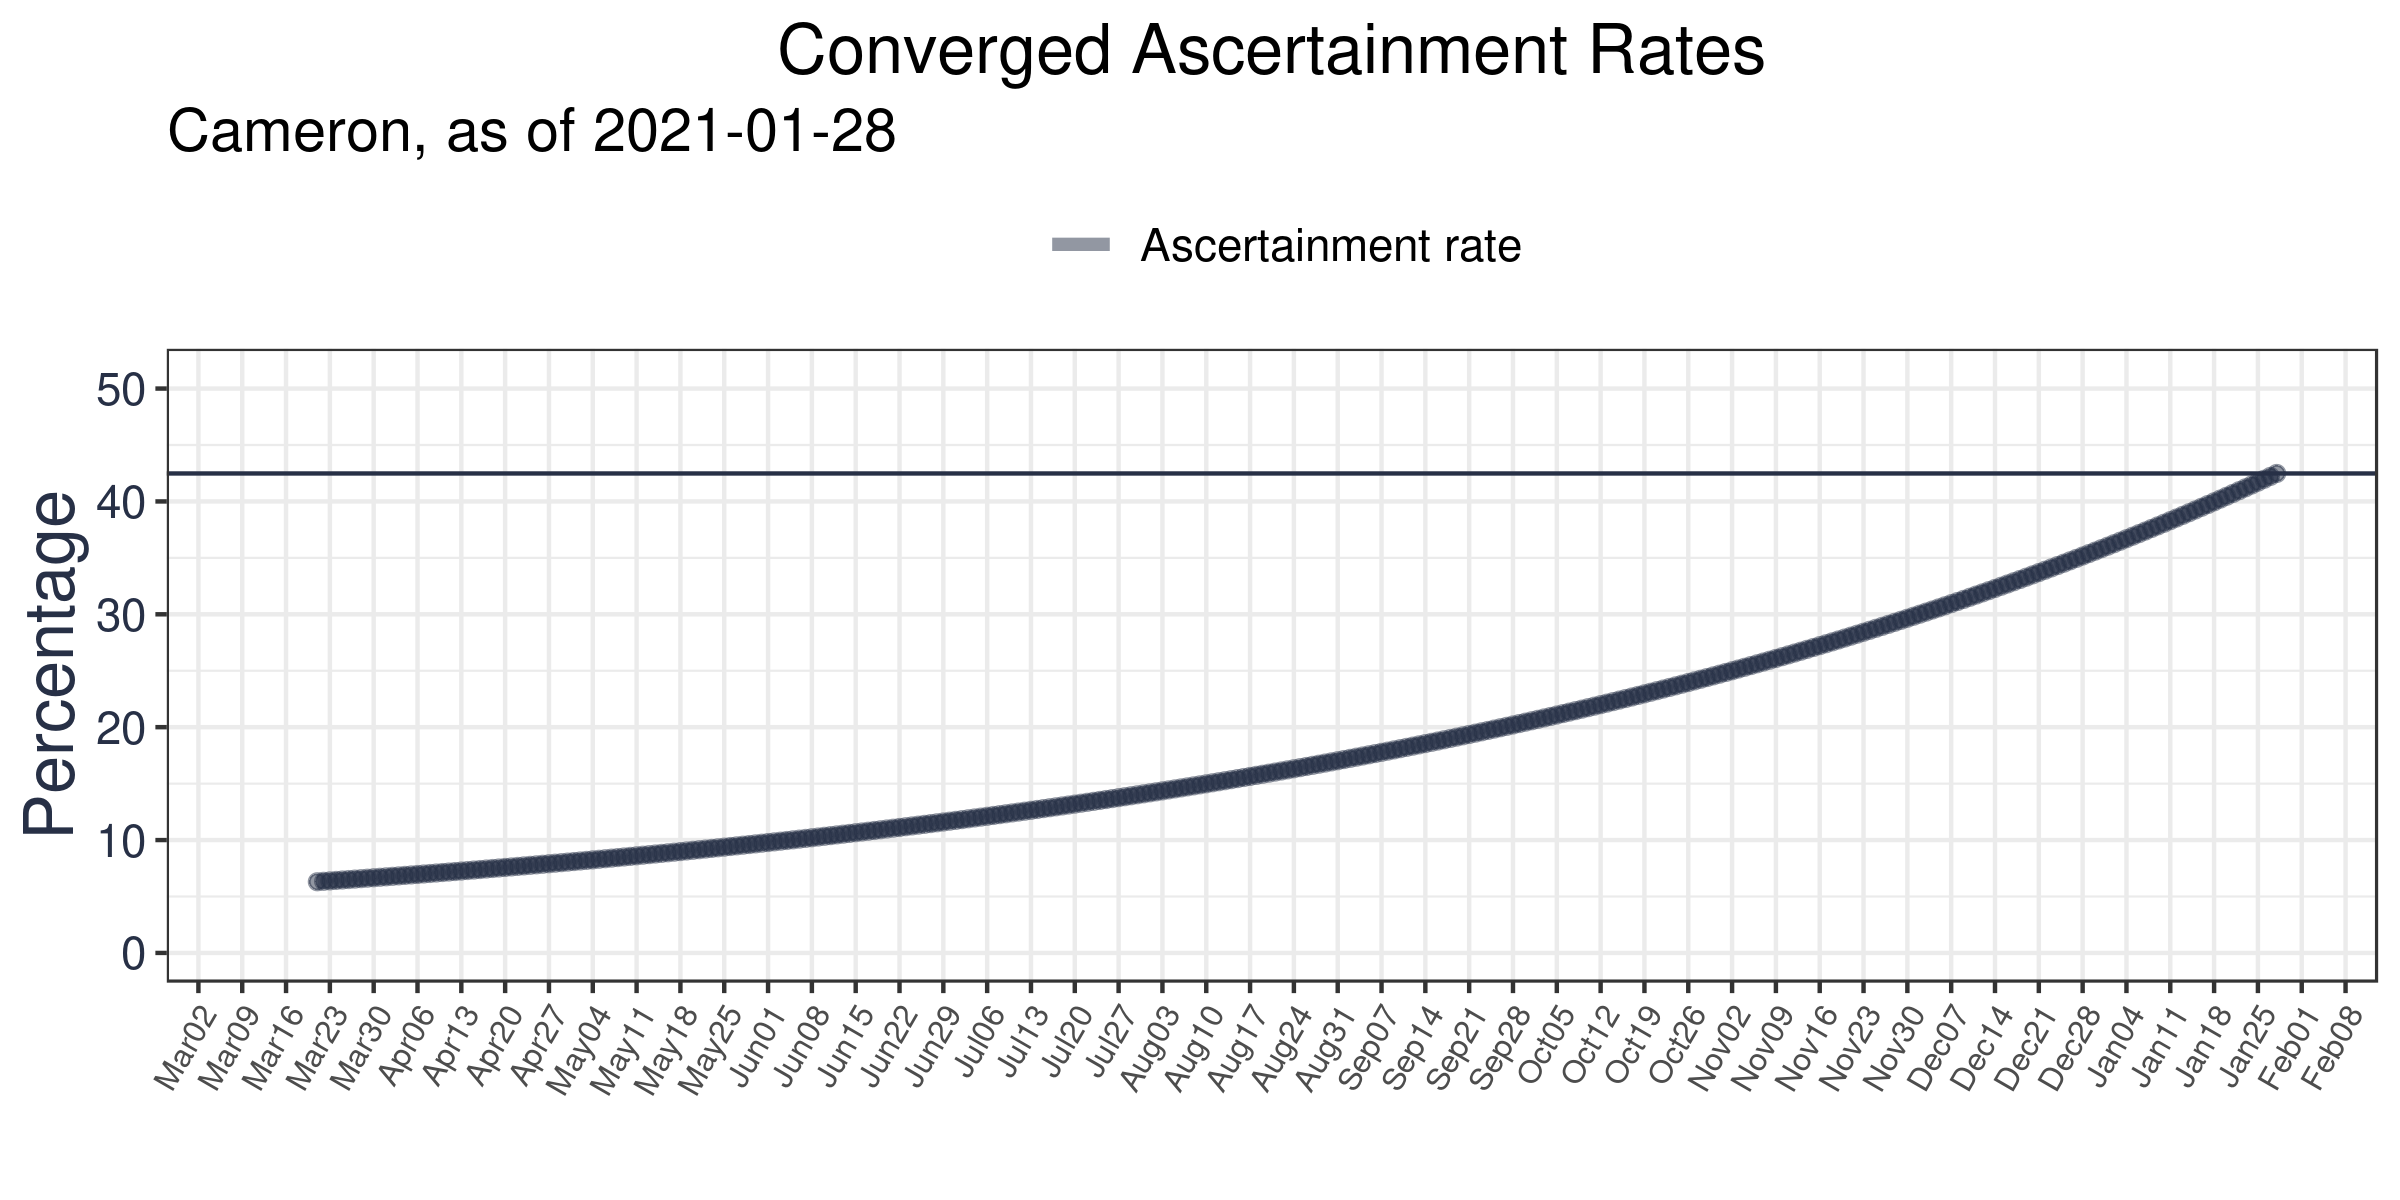 Converged Ascertainment Rates
Cameron, as of 2021-01-28
Ascertainment rate
Percentage
50
40
30
20
10
0
Mar02 Mar09 Mar16 Mar23 Mar30 Apr06 Apr13 Apr20 Apr27 May04 May11 May18 May25 Jun01 Jun08 Jun15 Jun22 Jun29 Jul06 Jul13 Jul20 Jul27 Aug03 Aug10 Aug17 Aug24 Aug31 Sep07 Sep14 Sep21 Sep28 Oct05 Oct12 Oct19 Oct26 Nov02 Nov09 Nov16 Nov23 Nov30 Dec07 Dec14 Dec21 Dec28 Jan04 Jan11 Jan18 Jan25 Feb01 Feb08